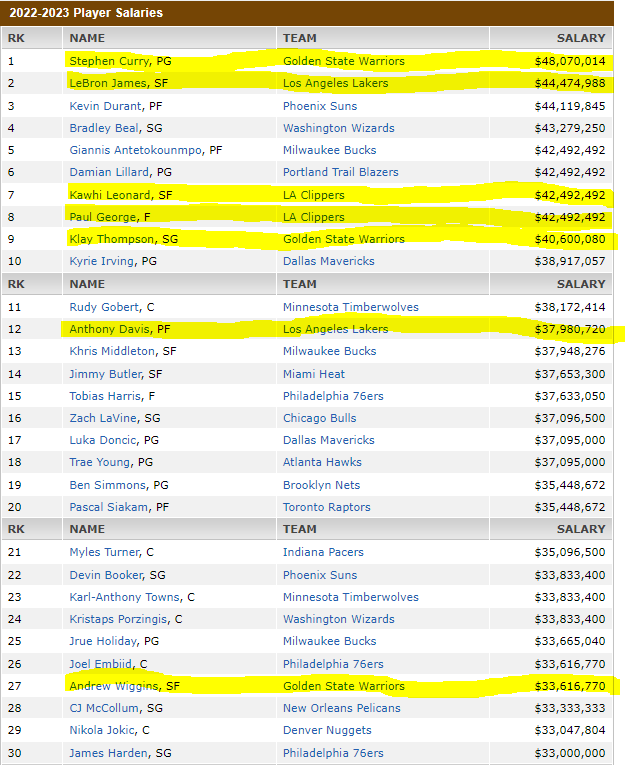 2022-2023 Player Salaries
RK NAME TEAM SALARY
1 Stephen Curry, PG Golden State Warriors $48,070,014
2 LeBron James, SF Los Angeles Lakers $44,474,988
3 Kevin Durant, PF Phoenix Suns $44,119,845
4 Bradley Beal, SG Washington Wizards $43,279,250
5 Giannis Antetokounmpo, PF Milwaukee Bucks $42,492,492
6 Damian Lillard, PG Portland Trail Blazers $42,492,492
7 Kawhi Leonard, SF LA Clippers $42,492,492
8 Paul George, F LA Clippers $42,492,492
9 Klay Thompson, SG Golden State Warriors $40,600,080
10 Kyrie Irving, PG Dallas Mavericks $38,917,057
RK NAME TEAM SALARY
11 Rudy Gobert, C Minnesota Timberwolves $38,172,414
12 Anthony Davis, PF Los Angeles Lakers $37,980,720
13 Khris Middleton, SF Milwaukee Bucks $37,948,276
14 Jimmy Butler, SF Miami Heat $37,653,300
15 Tobias Harris, F Philadelphia 76ers $37,633,050
16 Zach LaVine, SG Chicago Bulls $37,096,500
17 Luka Doncic, PG Dallas Mavericks $37,095,000
18 Trae Young, PG Atlanta Hawks $37,095,000
19 Ben Simmons, PG Brooklyn Nets $35,448,672
20 Pascal Siakam, PF Toronto Raptors $35,448,672
RK NAME TEAM SALARY
21 Myles Turner, C Indiana Pacers $35,096,500
22 Devin Booker, SG Phoenix Suns $33,833,400
23 Karl-Anthony Towns, C Minnesota Timberwolves $33,833,400
24 Kristaps Porzingis, C Washington Wizards $33,833,400
25 Jrue Holiday, PG Milwaukee Bucks $33,665,040
26 Joel Embiid, C Philadelphia 76ers $33,616,770
27 Andrew Wiggins, SF Golden State Warriors $33,616,770
28 CJ McCollum, SG New Orleans Pelicans $33,333,333
29 Nikola Jokic, C Denver Nuggets $33,047,804
30 James Harden, SG Philadelphia 76ers $33,000,000